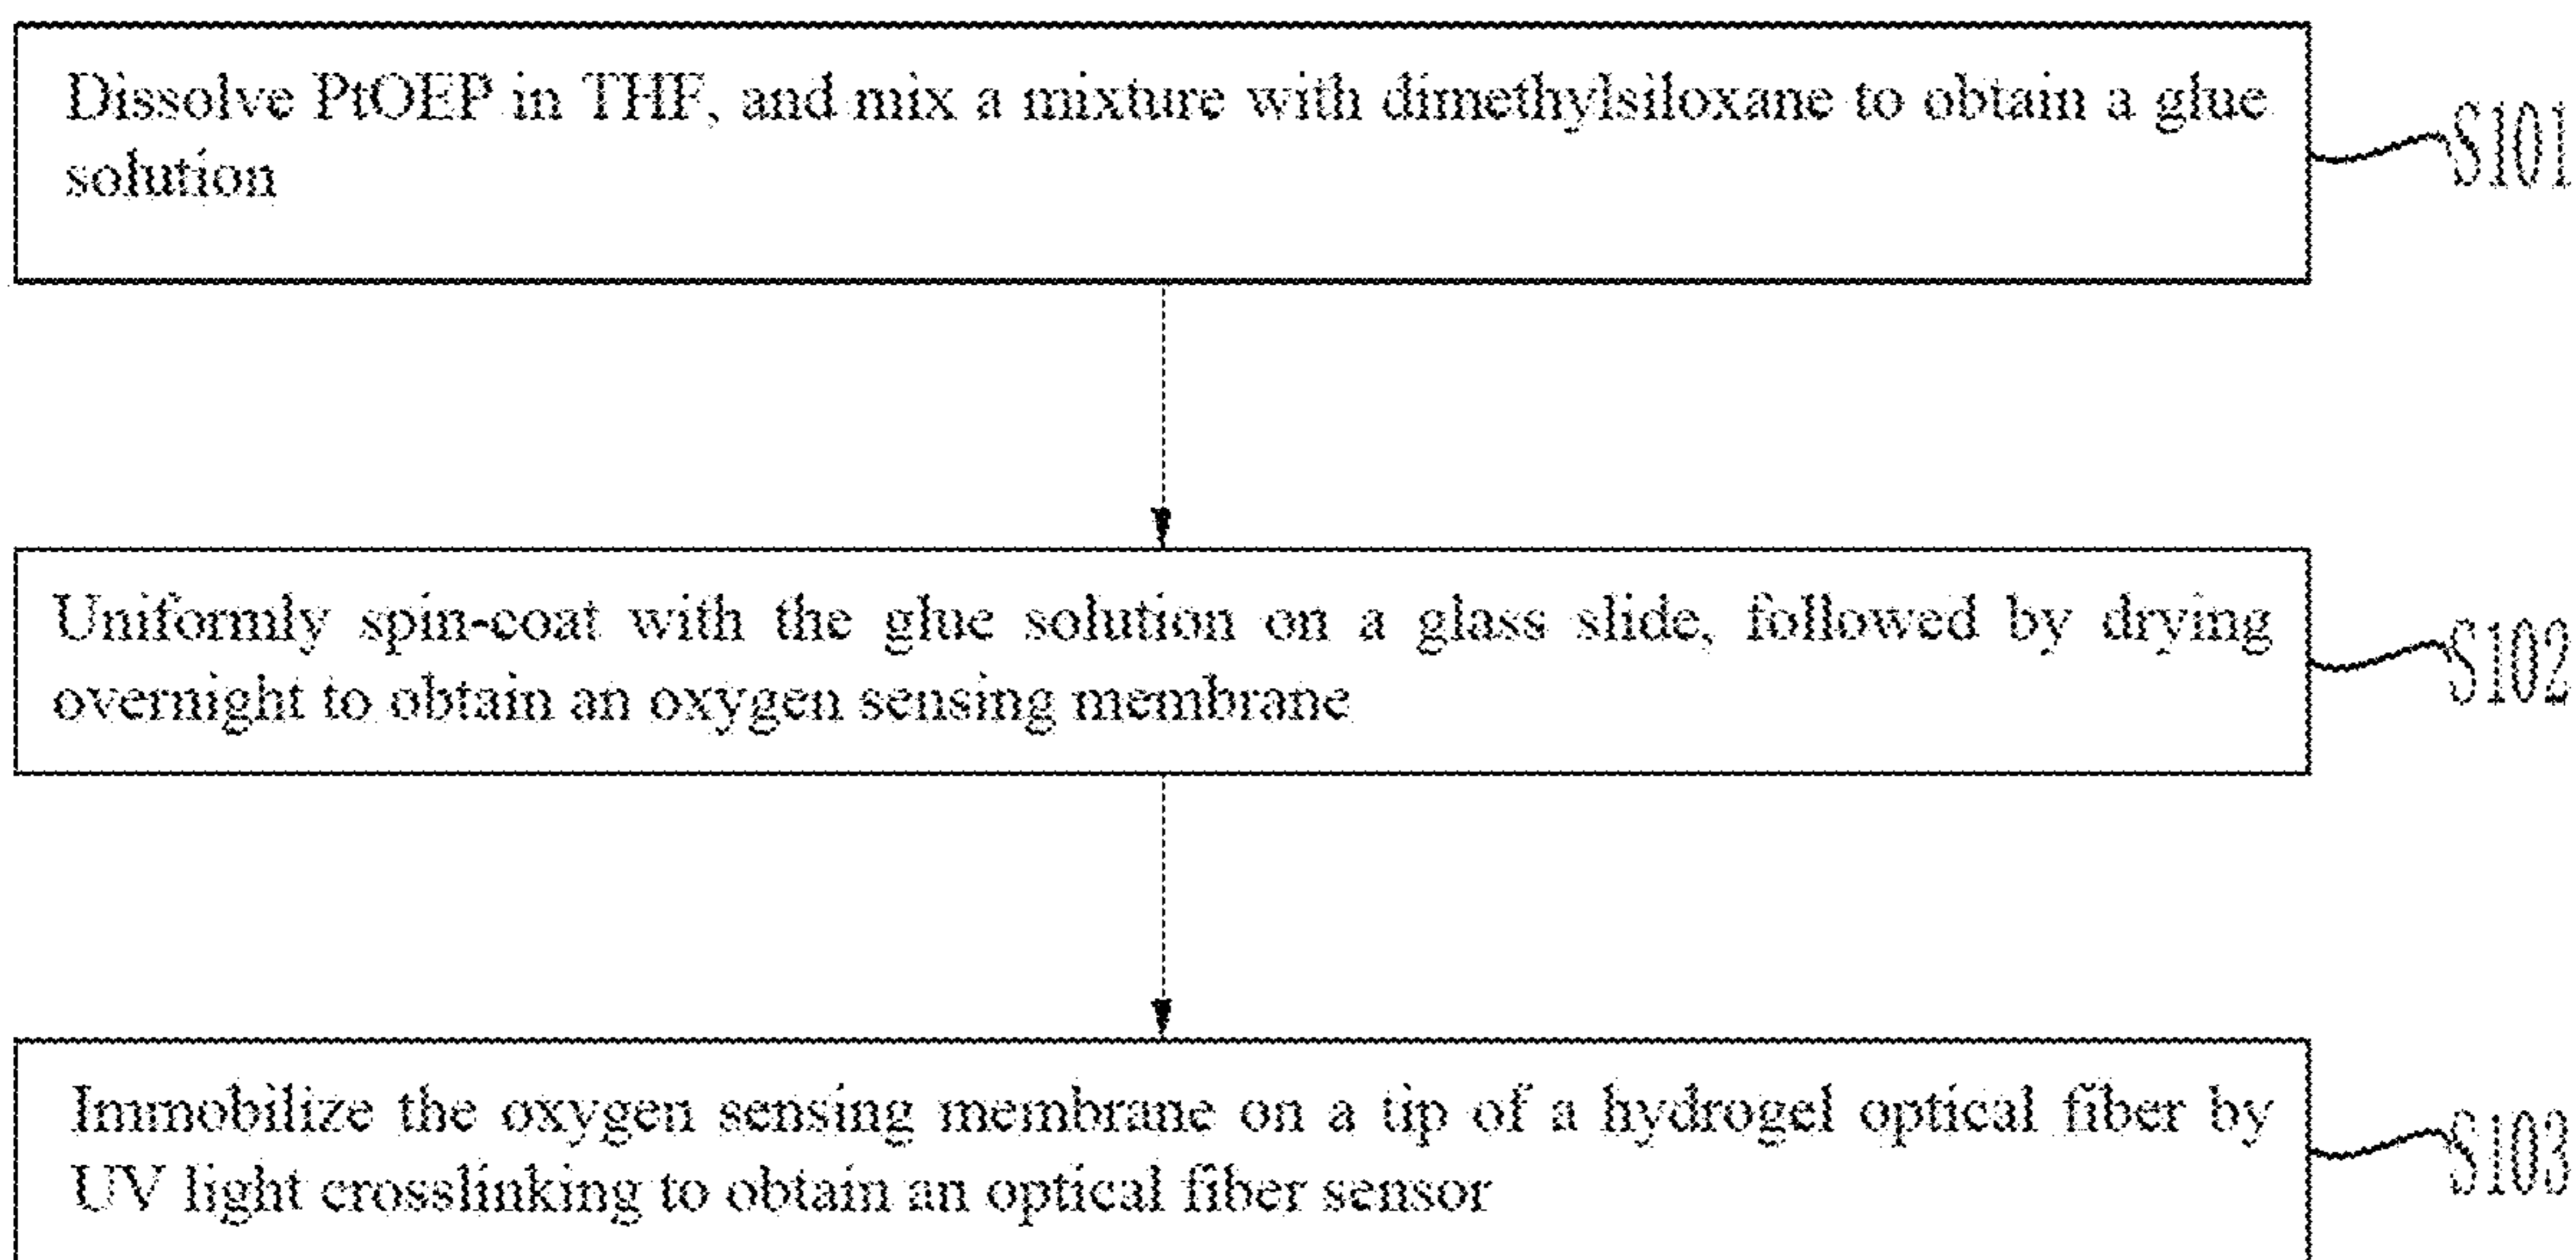 Dissolve PtOEP in THF, and mix a mixture with dimethylsiloxane to obtain a glue
solution
S101
Uniformly spin-coat with the glue solution on a glass slide, followed by drying
overnight to obtain an oxygen sensing membrane
S102
Immobilize the oxygen sensing membrane on a tip of a hydrogel optical fiber by
UV light crosslinking to obtain an optical fiber sensor
S103